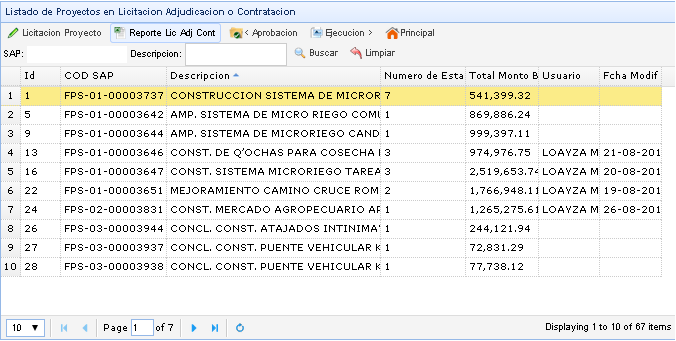 Listado de Proyectos en Licitacion Adjudicacion o Contratacion
Licitacion Proyecto Reporte Lic Adj Cont < Aprobacion Ejecucion > Principal
SAP: Descripcion: Buscar Limpiar
Id COD SAP Descripcion Numero de Esta Total Monto B Usuario Fcha Modif
1 1 FPS-01-00003737 CONSTRUCCION SISTEMA DE MICROR 7 541,399.32
2 5 FPS-01-00003642 AMP. SISTEMA DE MICRO RIEGO COMU 1 869,886.24
3 9 FPS-01-00003644 AMP. SISTEMA DE MICRORIEGO CAND 1 999,397.11
4 13 FPS-01-00003646 CONST. DE Q'OCHAS PARA COSECHA 3 974,976.75 LOAYZA M 21-08-201
5 16 FPS-01-00003647 CONST. SISTEMA MICRORIEGO TAREA 3 2,519,653.74 LOAYZA M 20-08-201
6 22 FPS-01-00003651 MEJORAMIENTO CAMINO CRUCE ROM 2 1,766,948.11 LOAYZA M 19-08-201
7 24 FPS-02-00003831 CONST. MERCADO AGROPECUARIO AR 1 1,265,275.61 LOAYZA M 26-08-201
8 26 FPS-03-00003944 CONCL. CONST. ATAJADOS INTINIMA 1 244,121.94
9 27 FPS-03-00003937 CONCL. CONST. PUENTE VEHICULAR K 1 72,831.29
10 28 FPS-03-00003938 CONCL. CONST. PUENTE VEHICULAR K 1 77,738.12
10 Page 1 of 7 Displaying 1 to 10 of 67 items